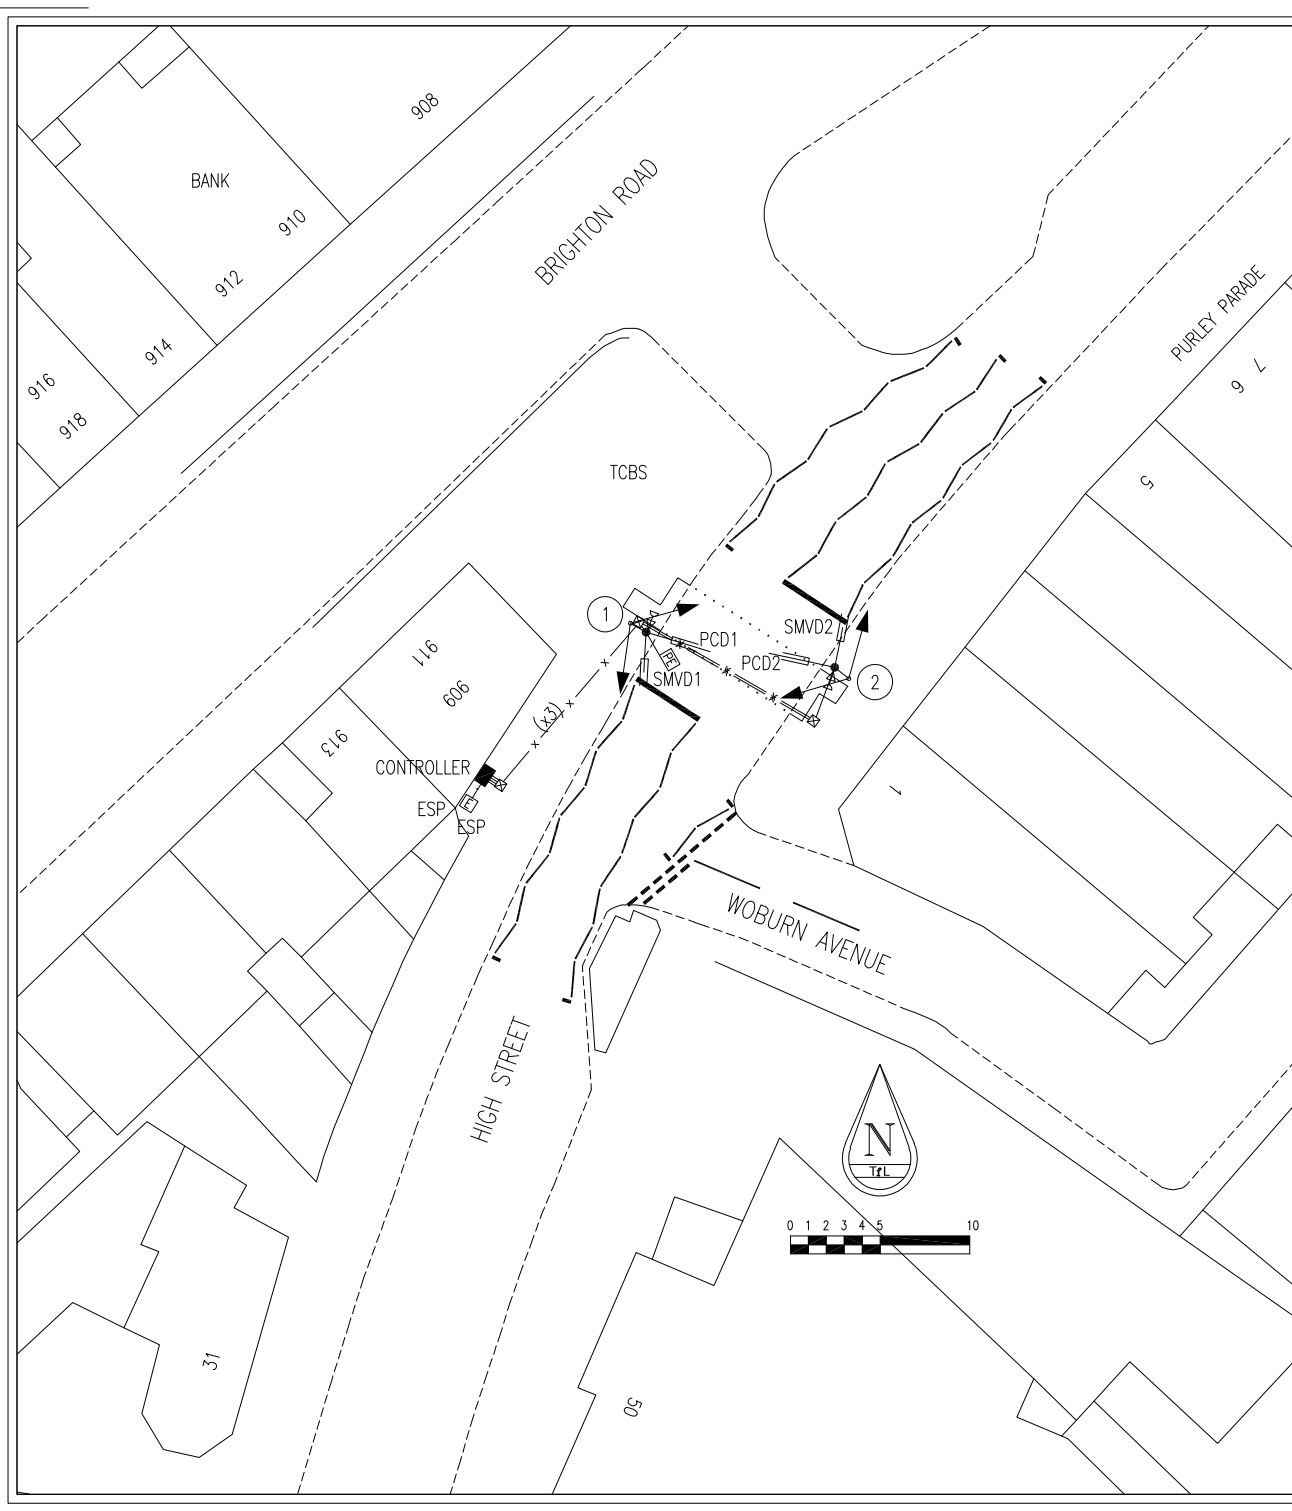 908
BANK
910
912
914
916
918
BRIGHTON ROAD
PURLEY PARADE
7
6
5
TCBS
1
PCD1
SMVD2
PE
PCD2
2
SMVD1
911
909
913
(x3)
CONTROLLER
E
ESP
ESP
1
WOBURN AVENUE
HIGH STREET
N
TfL
0 1 2 3 4 5 10
31
50